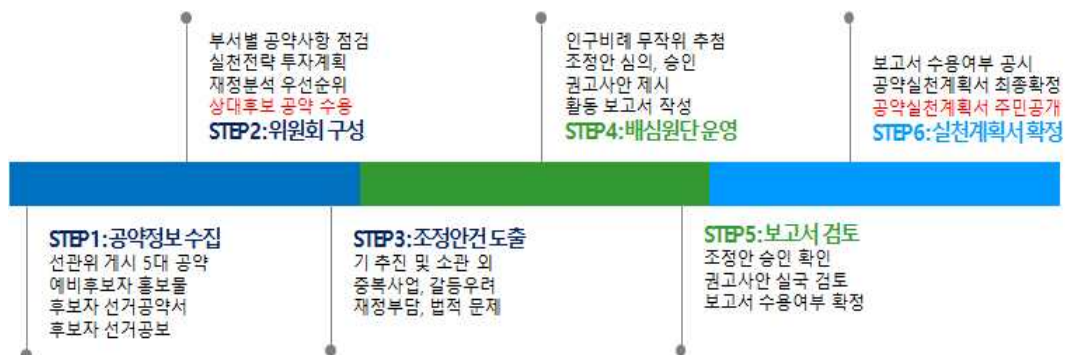 부서별 공약사항 점검
실천전략 투자계획
재정분석 우선순위
상대후보 공약 수용
STEP2:위원회 구성
인구비례 무작위 추첨
조정안 심의, 승인
권고사안 제시
활동 보고서 작성
STEP4:배심원단 운영
보고서 수용여부 공시
공약실천계획서 최종확정
공약실천계획서 주민공개
STEP6:실천계획서 확정
STEP1:공약정보 수집
선관위 게시 5대 공약
예비후보자 홍보물
후보자 선거공약서
후보자 선거공보
STEP3:조정안건 도출
기 추진 및 소관 외
중복사업, 갈등우려
재정부담, 법적 문제
STEP5:보고서 검토
조정안 승인 확인
권고사안 실국 검토
보고서 수용여부 확정